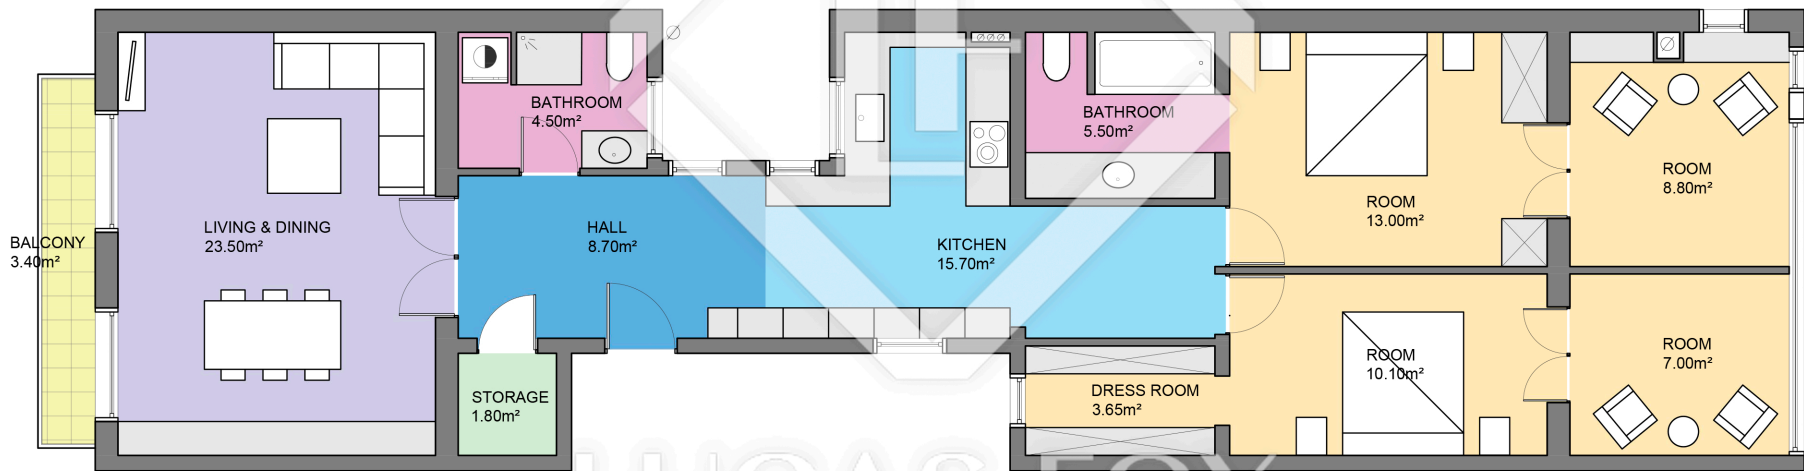 BATHROOM
4.50m²
BATHROOM
5.50m²
ROOM
8.80m²
ROOM
13.00m²
LIVING & DINING
23.50m²
HALL
8.70m²
BALCONY
3.40m²
KITCHEN
15.70m²
ROOM
7.00m²
ROOM
10.10m²
DRESS ROOM
3.65m²
STORAGE
1.80m²
LUCAS FOX